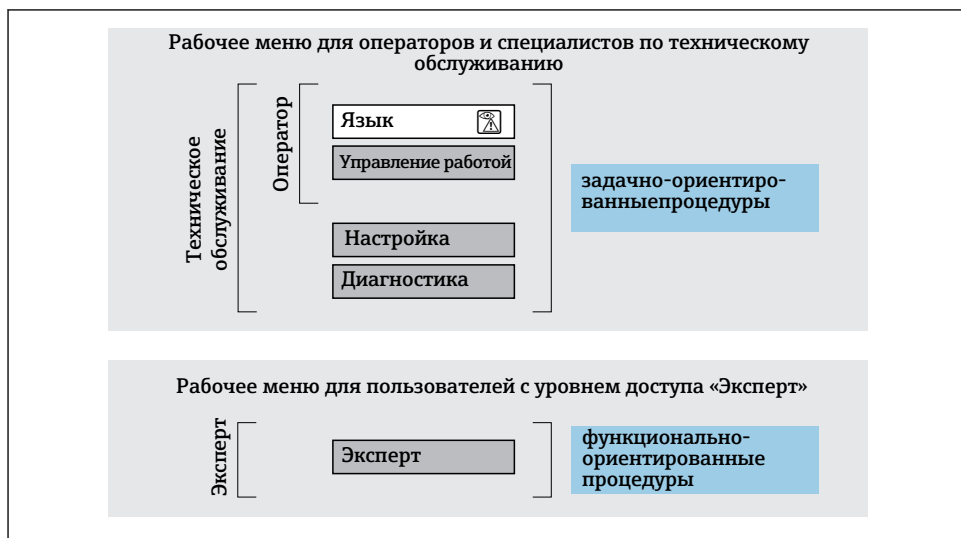 Рабочее меню для операторов и специалистов по техническому
обслуживанию
Техническое
обслуживание
Оператор
Язык
Управление работой
Настройка
Диагностика
задачно-ориентиро-
ванныепроцедуры
Рабочее меню для пользователей с уровнем доступа «Эксперт»
Эксперт
Эксперт
функционально-
ориентированные
процедуры